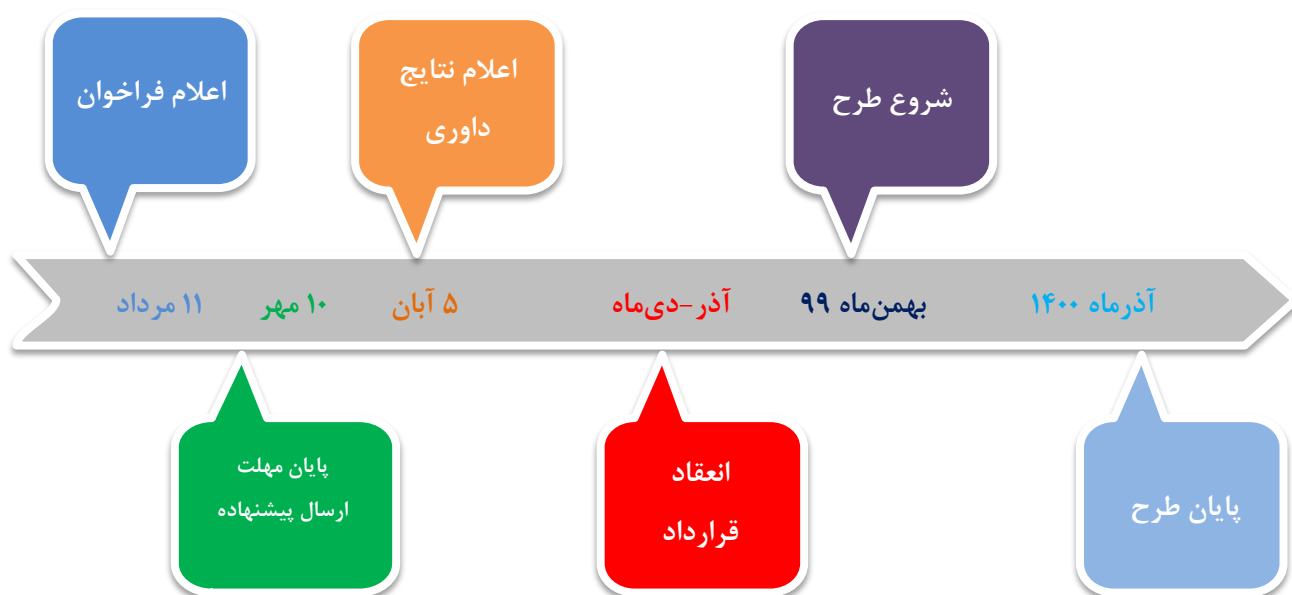 اعلام فراخوان
اعلام نتایج
داوری
شروع طرح
۱۱ مرداد
۱۰ مهر
۵ آبان
آذر-دی‌ماه
بهمن‌ماه ۹۹
آذرماه ۱۴۰۰
پایان مهلت
ارسال پیشنهاده
انعقاد
قرارداد
پایان طرح